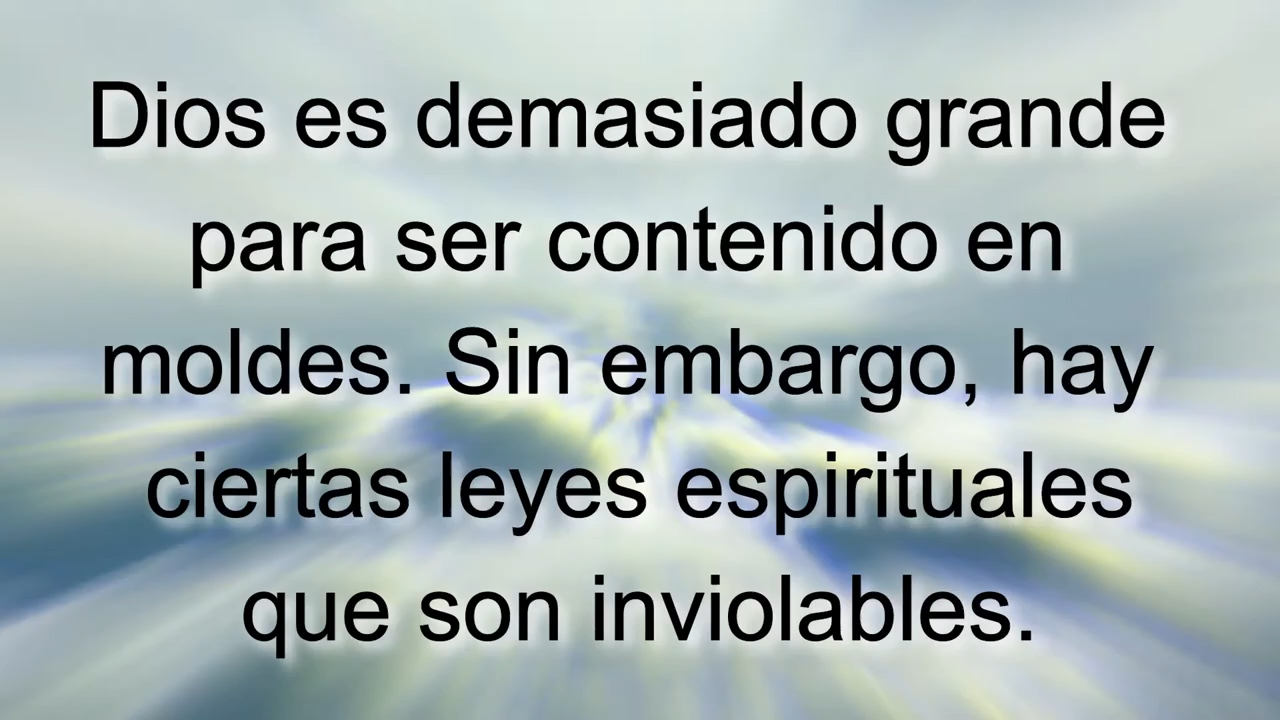 Dios es demasiado grande
para ser contenido en
moldes. Sin embargo, hay
ciertas leyes espirituales
que son inviolables.